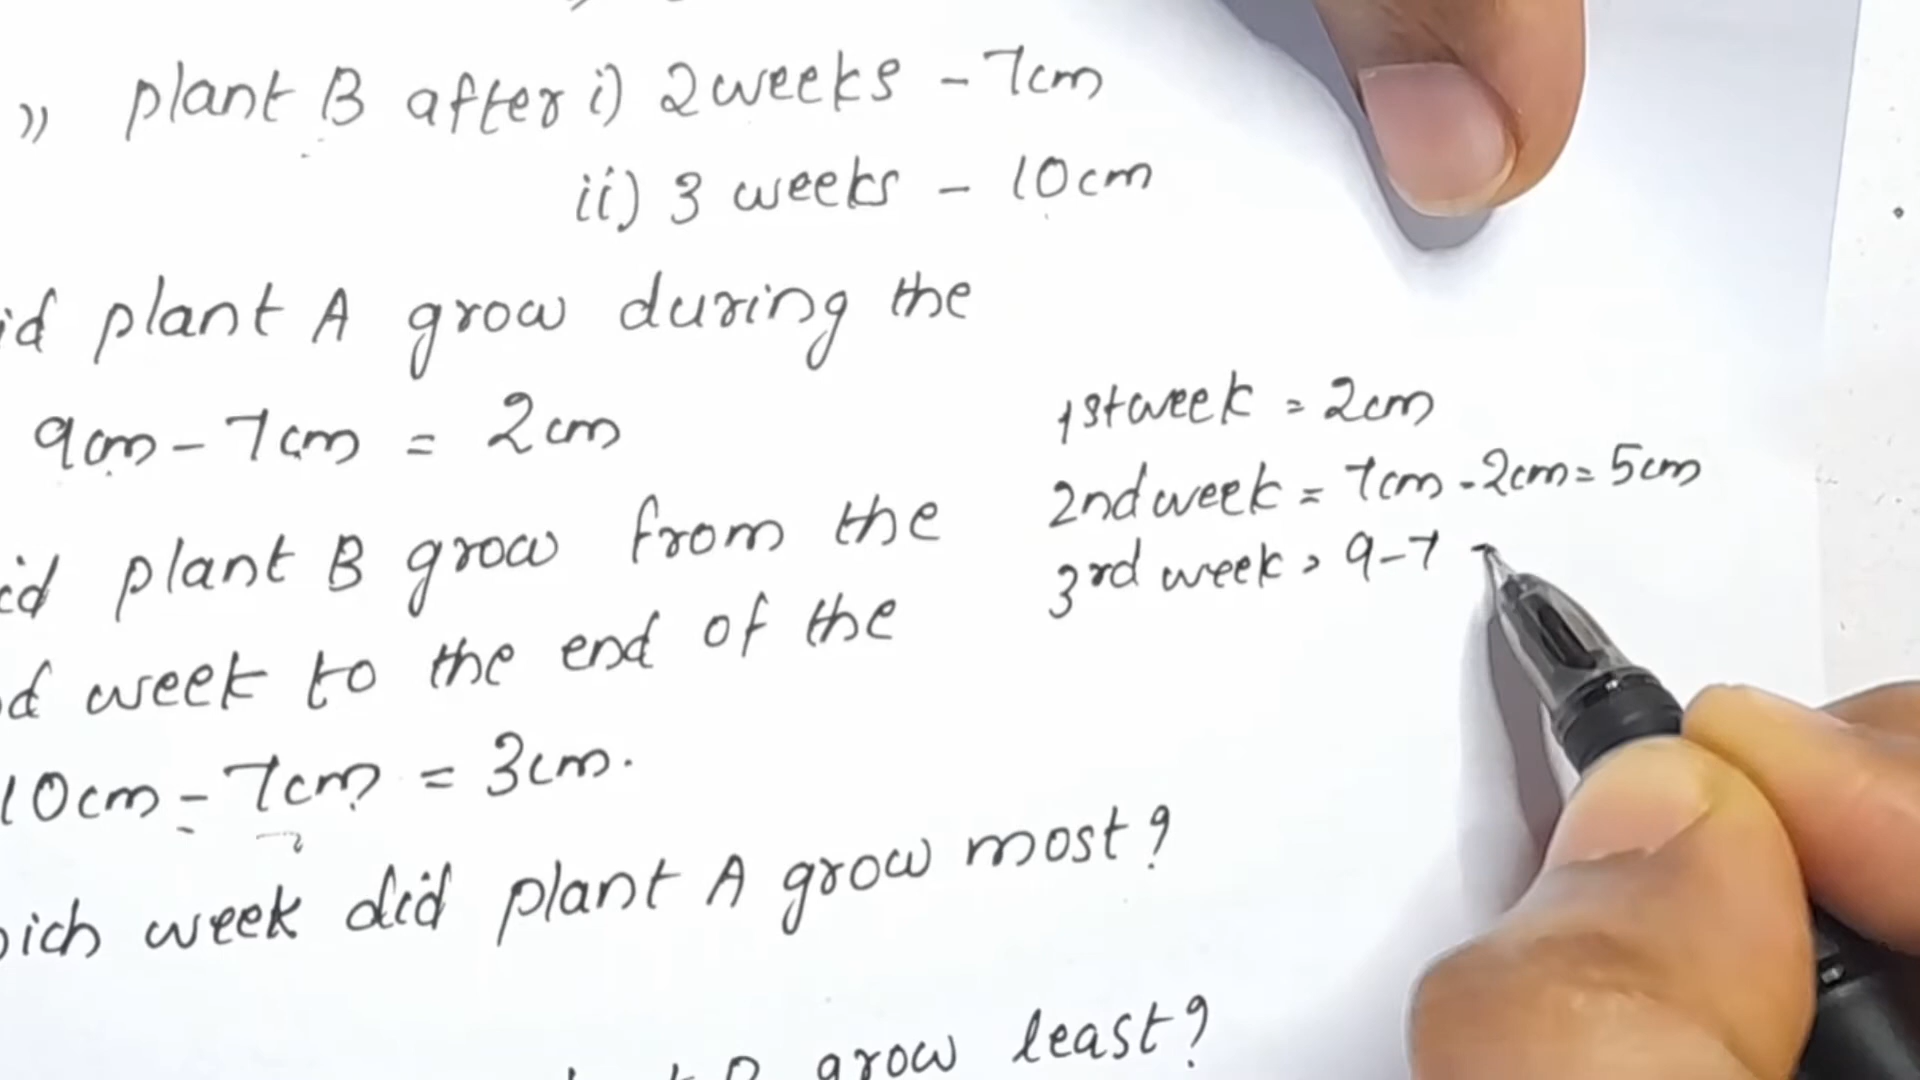 " plant B after i) 2 weeks - 7cm
ii) 3 weeks - 10cm
id plant A grow during the
9cm - 7cm = 2cm
1st week = 2cm
2nd week = 7cm - 2cm = 5cm
3rd week = 9-7
id plant B grow from the
d week to the end of the
10cm - 7cm = 3cm.
ich week did plant A grow most?
grow least?